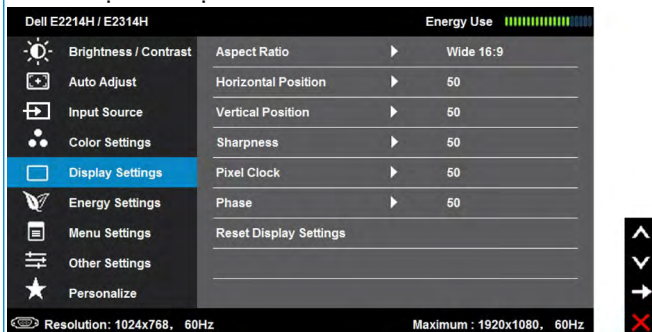 Dell E2214H / E2314H Energy Use
Brightness / Contrast Aspect Ratio Wide 16:9
Auto Adjust Horizontal Position 50
Input Source Vertical Position 50
Color Settings Sharpness 50
Display Settings Pixel Clock 50
Energy Settings Phase 50
Menu Settings Reset Display Settings
Other Settings
Personalize
Resolution: 1024x768, 60Hz Maximum : 1920x1080, 60Hz